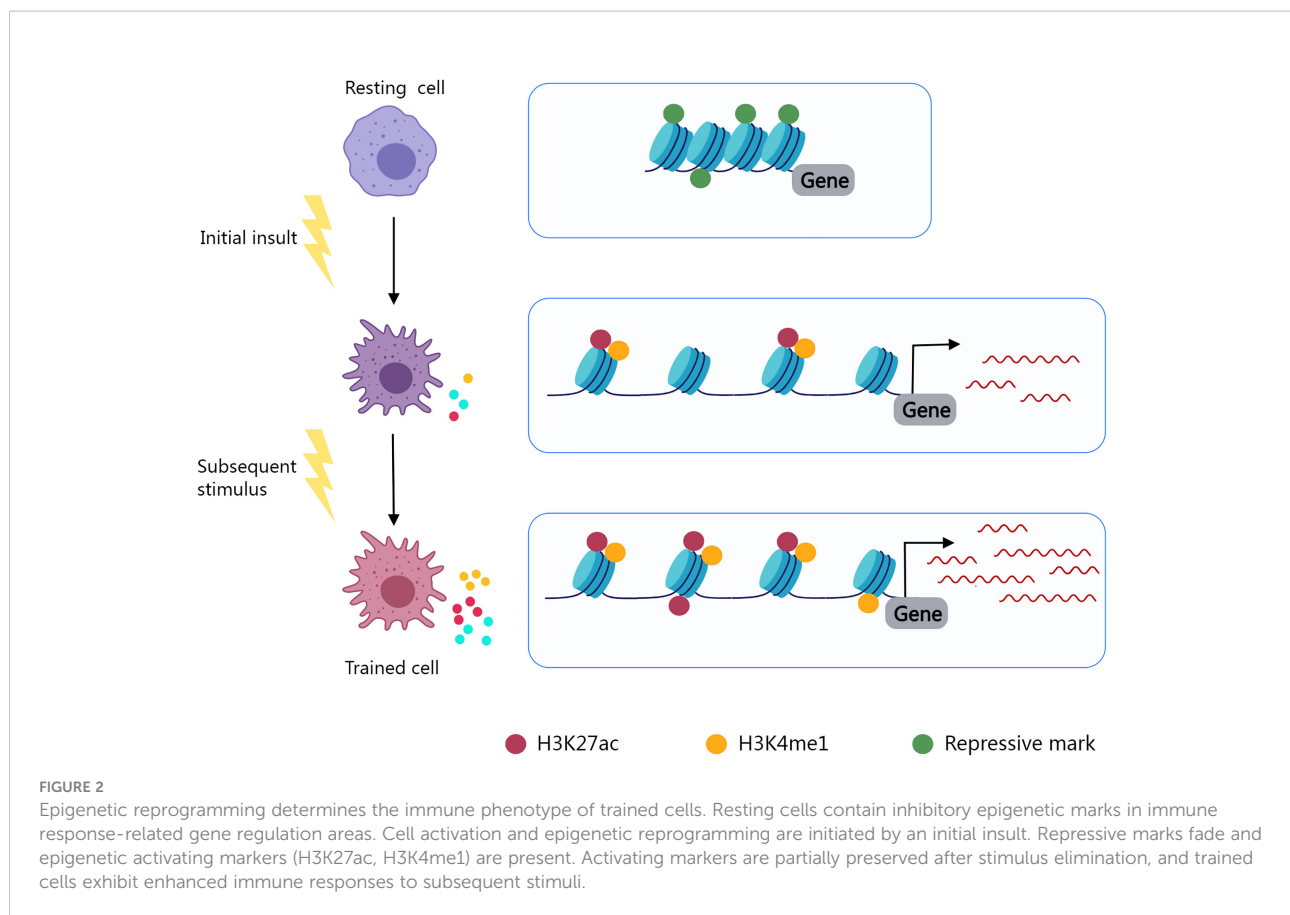 Resting cell
Gene
Initial insult
Gene
Subsequent
stimulus
Gene
Trained cell
H3K27ac
H3K4me1
Repressive mark
FIGURE 2
Epigenetic reprogramming determines the immune phenotype of trained cells. Resting cells contain inhibitory epigenetic marks in immune
response-related gene regulation areas. Cell activation and epigenetic reprogramming are initiated by an initial insult. Repressive marks fade and
epigenetic activating markers (H3K27ac, H3K4me1) are present. Activating markers are partially preserved after stimulus elimination, and trained
cells exhibit enhanced immune responses to subsequent stimuli.